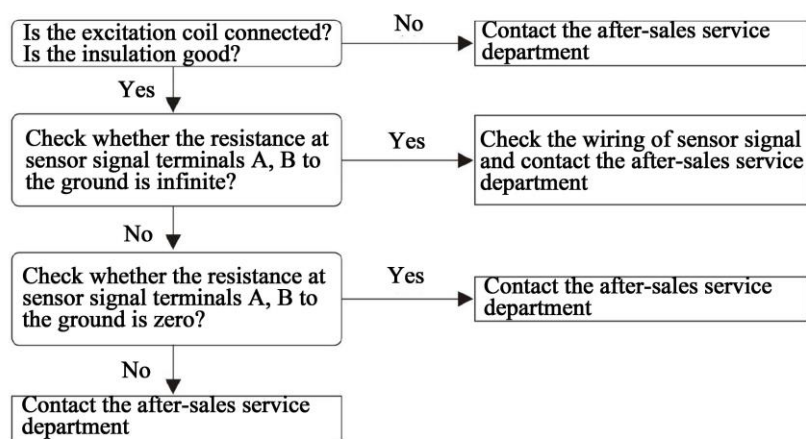 Is the excitation coil connected?
Is the insulation good?
No
Contact the after-sales service
department
Yes
Check whether the resistance at
sensor signal terminals A, B to
the ground is infinite?
Yes
Check the wiring of sensor signal
and contact the after-sales service
department
No
Check whether the resistance at
sensor signal terminals A, B to
the ground is zero?
Yes
Contact the after-sales service
department
No
Contact the after-sales service
department